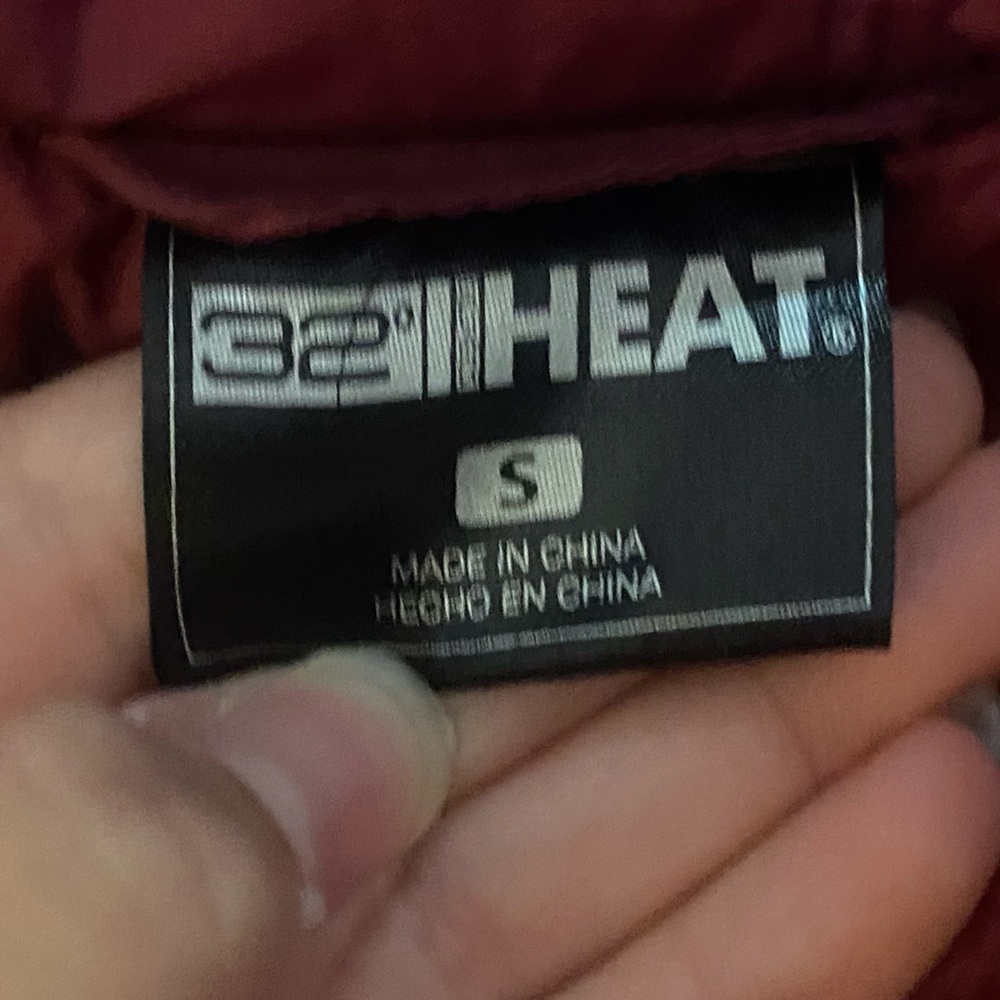 32° HEAT®
S
MADE IN CHINA
HECHO EN CHINA